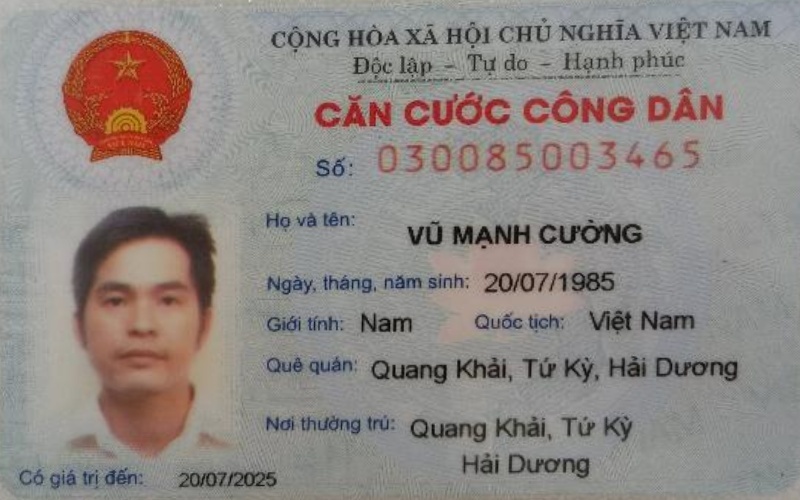 CỘNG HÒA XÃ HỘI CHỦ NGHĨA VIỆT NAM
Độc lập – Tự do – Hạnh phúc
CĂN CƯỚC CÔNG DÂN
Số: 030085003465
Họ và tên: VŨ MẠNH CƯỜNG
Ngày, tháng, năm sinh: 20/07/1985
Giới tính: Nam Quốc tịch: Việt Nam
Quê quán: Quang Khải, Tứ Kỳ, Hải Dương
Nơi thường trú: Quang Khải, Tứ Kỳ
Hải Dương
Có giá trị đến: 20/07/2025